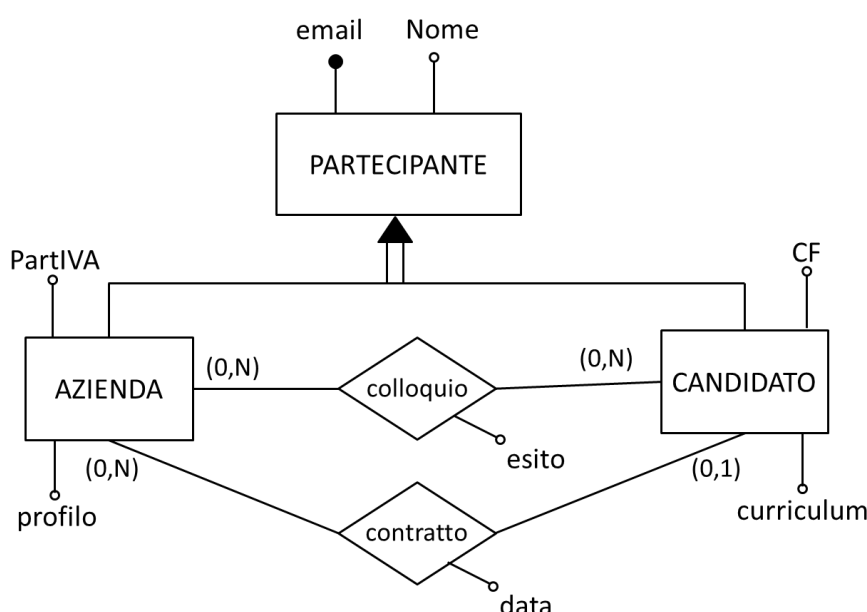 email Nome
PARTECIPANTE
PartIVA
CF
(0,N)
(0,N)
AZIENDA
colloquio
CANDIDATO
esito
(0,N)
(0,1)
profilo
contratto
curriculum
data